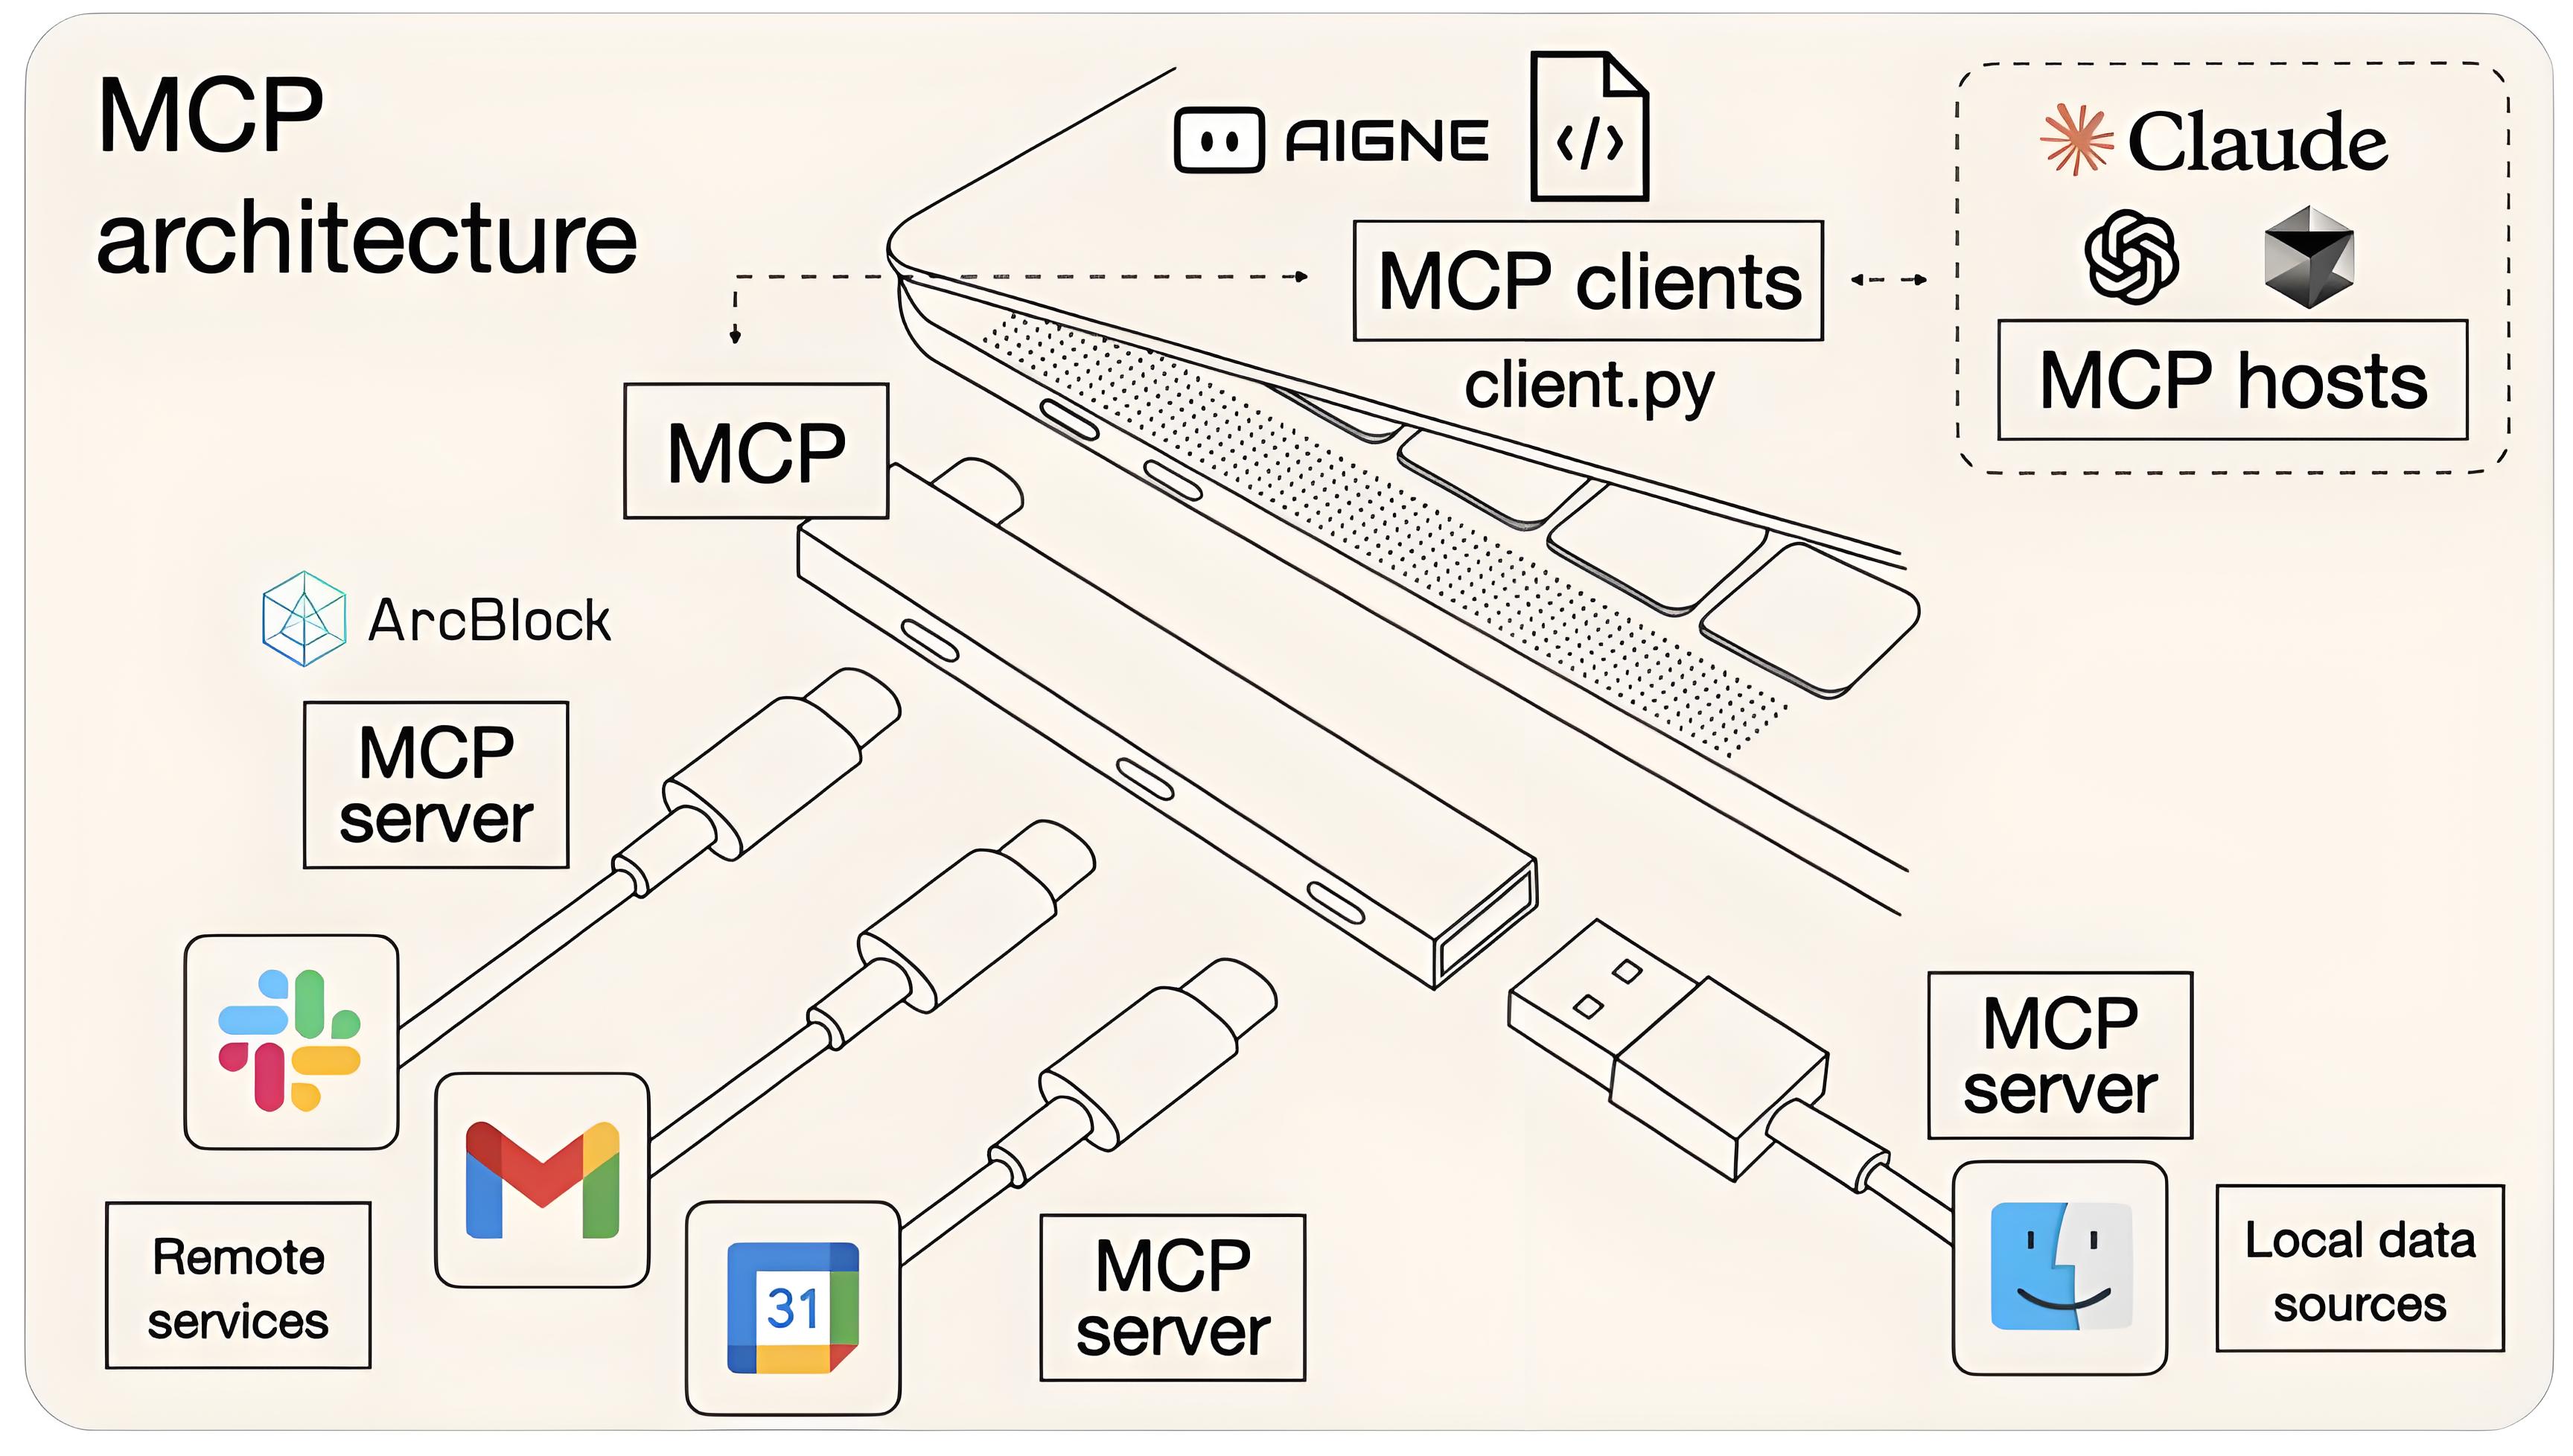 MCP
architecture
AIGNE
</>
MCP clients
client.py
Claude
MCP hosts
MCP
ArcBlock
MCP
server
Remote
services
31
MCP
server
MCP
server
Local data
sources